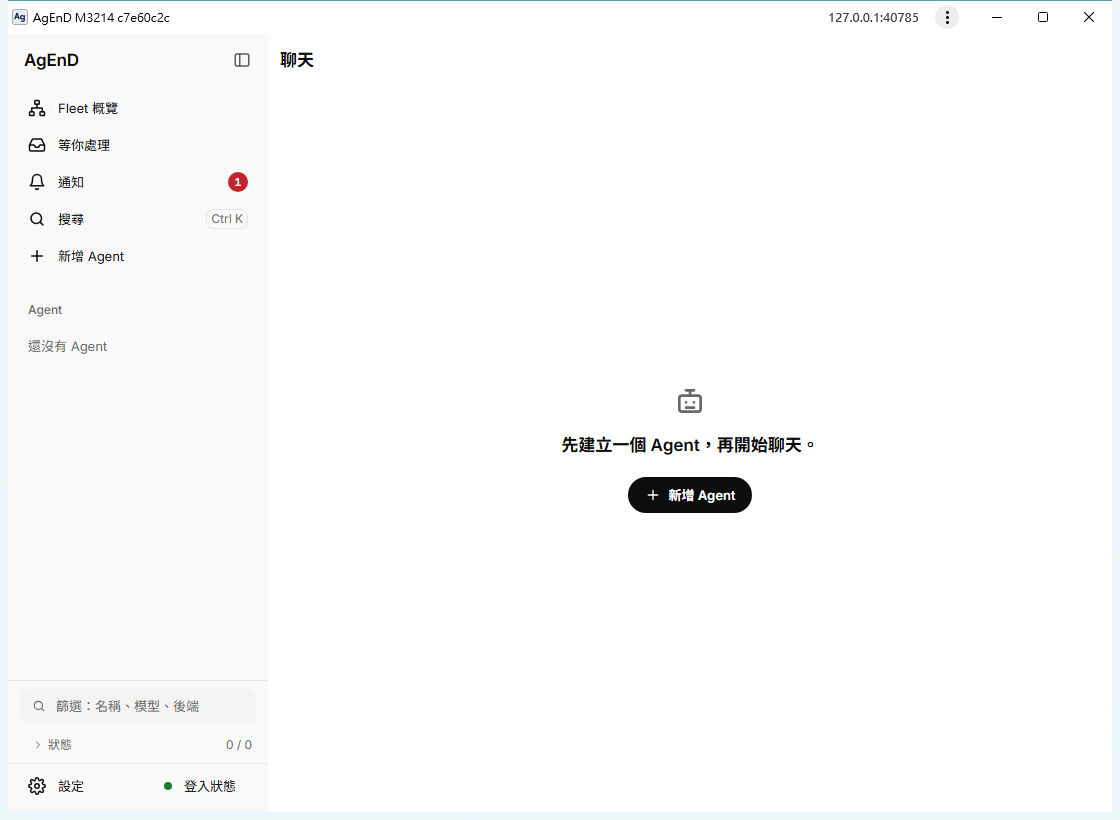 AgEnD M3214 c7e60c2c
127.0.0.1:40785
AgEnD
聊天
Fleet 概覽
等你處理
通知 1
搜尋 Ctrl K
新增 Agent
Agent
還沒有 Agent
先建立一個 Agent，再開始聊天。
新增 Agent
篩選：名稱、模型、後端
狀態 0 / 0
設定 登入狀態